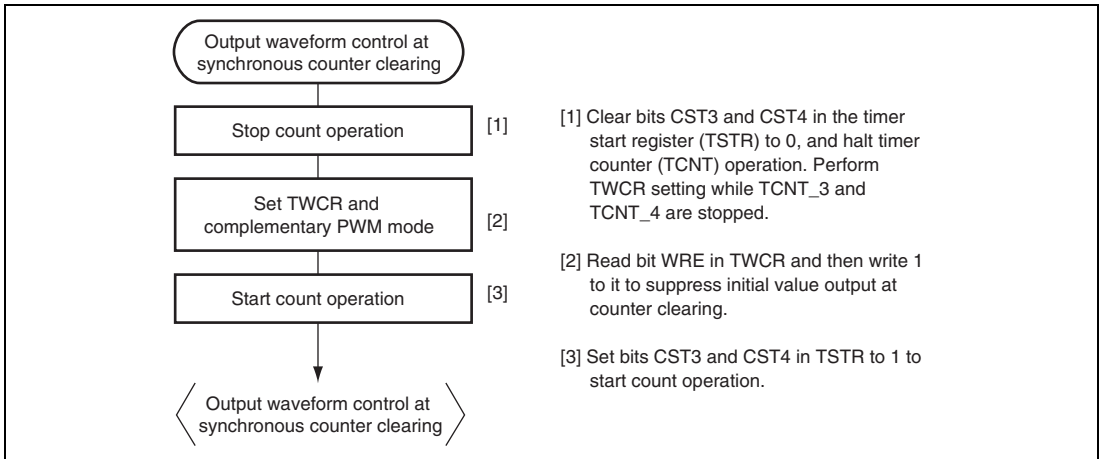 Output waveform control at
synchronous counter clearing
Stop count operation
[1]
Set TWCR and
complementary PWM mode
[2]
Start count operation
[3]
Output waveform control at
synchronous counter clearing
[1] Clear bits CST3 and CST4 in the timer
start register (TSTR) to 0, and halt timer
counter (TCNT) operation. Perform
TWCR setting while TCNT_3 and
TCNT_4 are stopped.
[2] Read bit WRE in TWCR and then write 1
to it to suppress initial value output at
counter clearing.
[3] Set bits CST3 and CST4 in TSTR to 1 to
start count operation.